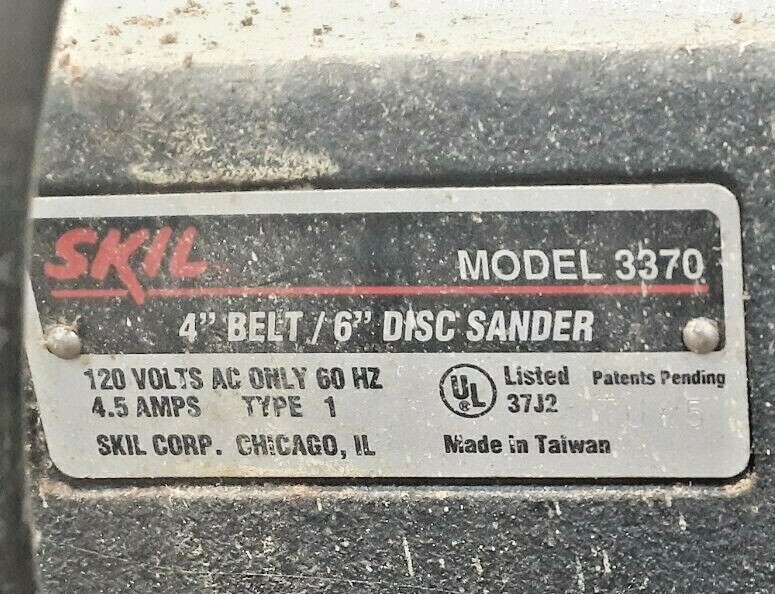 SKIL
MODEL 3370
4" BELT / 6" DISC SANDER
120 VOLTS AC ONLY 60 HZ
4.5 AMPS TYPE 1
SKIL CORP. CHICAGO, IL
UL
Listed
37J2
Patents Pending
Made in Taiwan